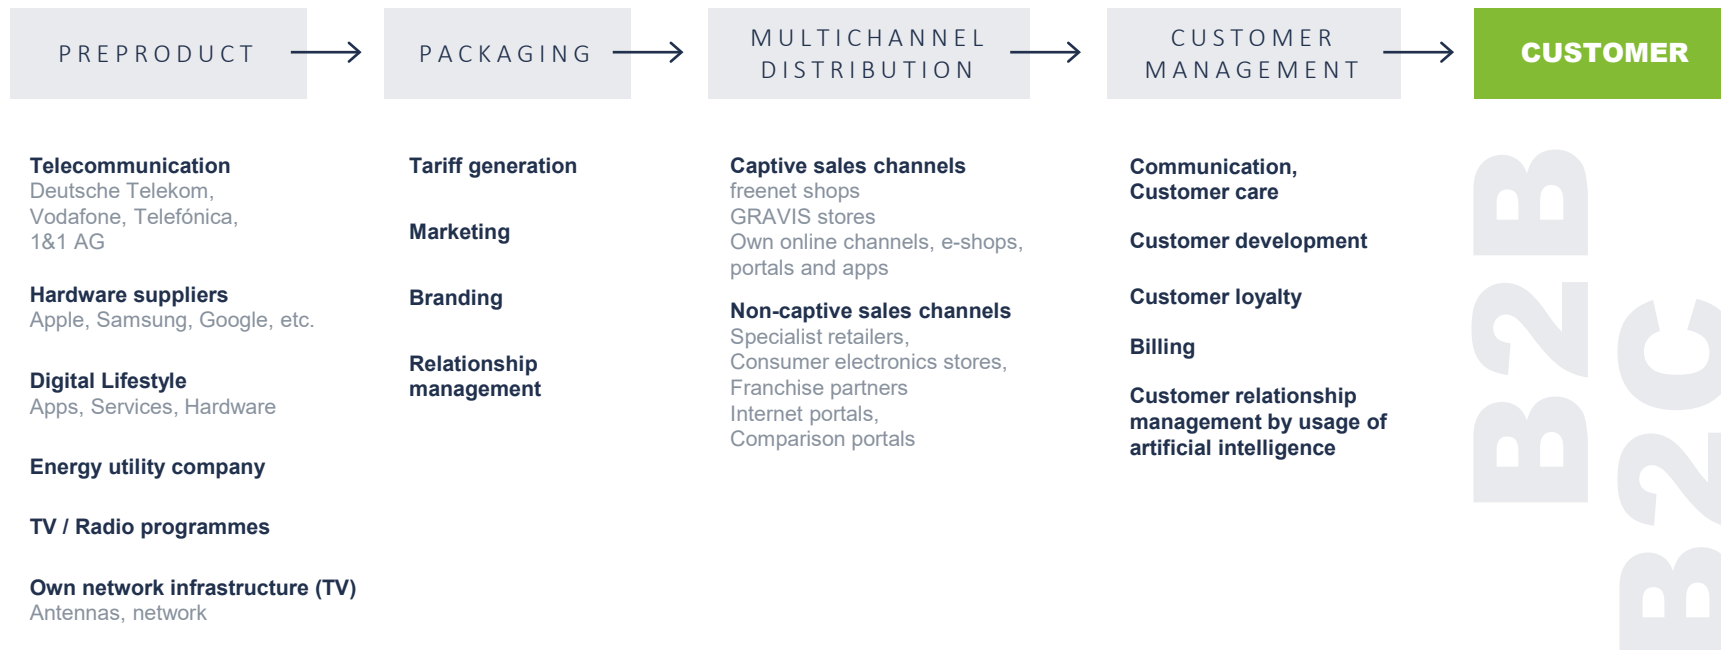 PREPRODUCT
PACKAGING
MULTICHANNEL
DISTRIBUTION
CUSTOMER
MANAGEMENT
CUSTOMER
Telecommunication
Deutsche Telekom,
Vodafone, Telefónica,
1&1 AG
Hardware suppliers
Apple, Samsung, Google, etc.
Digital Lifestyle
Apps, Services, Hardware
Energy utility company
TV / Radio programmes
Own network infrastructure (TV)
Antennas, network
Tariff generation
Marketing
Branding
Relationship
management
Captive sales channels
freenet shops
GRAVIS stores
Own online channels, e-shops,
portals and apps
Non-captive sales channels
Specialist retailers,
Consumer electronics stores,
Franchise partners
Internet portals,
Comparison portals
Communication,
Customer care
Customer development
Customer loyalty
Billing
Customer relationship
management by usage of
artificial intelligence
B2B
B2C